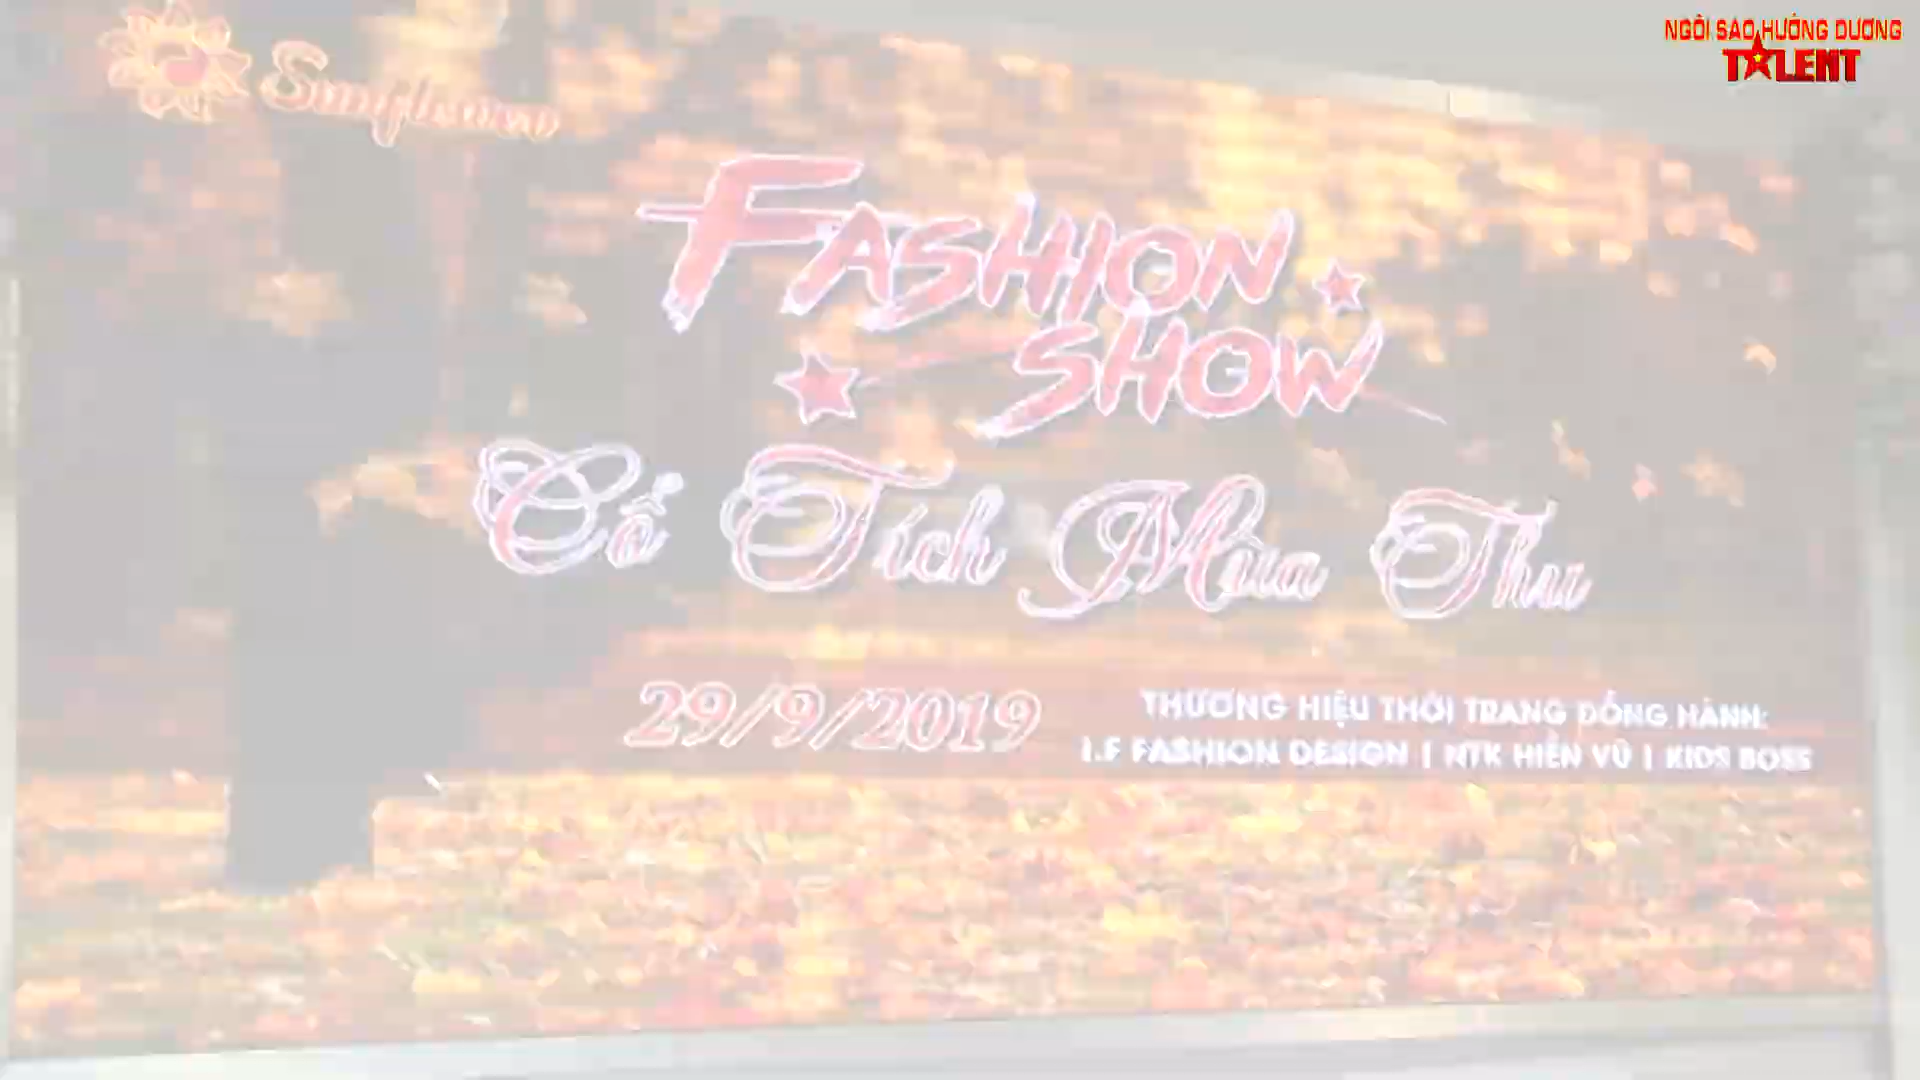 NGÔI SAO HƯỚNG DƯƠNG
TALENT
Sunflower
FASHION
SHOW
Cổ Tích Mùa Thu
29/9/2019
THƯƠNG HIỆU THỜI TRANG ĐỒNG HÀNH:
I.F FASHION DESIGN | NTK HIỀN VŨ | KIDS BOSS